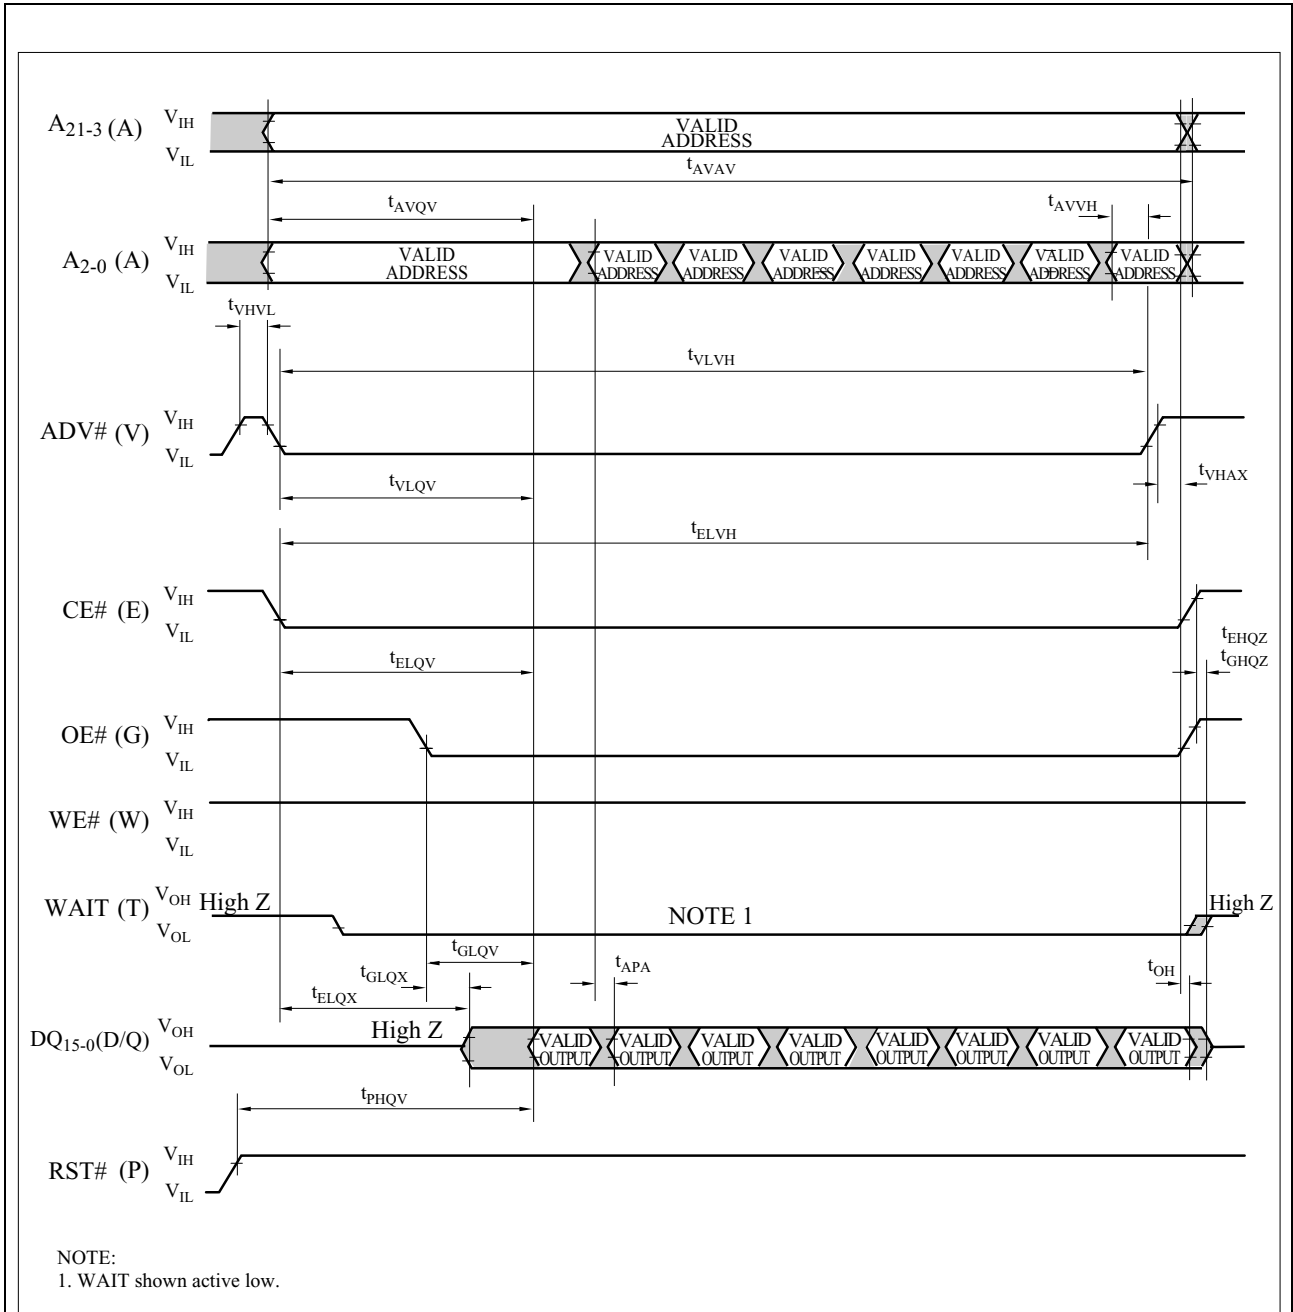 A21-3 (A) VIH VIL
VALID
ADDRESS
tAVAV
tAVQV
tAVVH
A2-0 (A) VIH VIL
VALID
ADDRESS
VALID
ADDRESS
VALID
ADDRESS
VALID
ADDRESS
VALID
ADDRESS
VALID
ADDRESS
VALID
ADDRESS
VALID
ADDRESS
tVHVL
tVLVH
ADV# (V) VIH VIL
tVLQV
tVHAX
tELVH
CE# (E) VIH VIL
tELQV
tEHQZ
tGHQZ
OE# (G) VIH VIL
WE# (W) VIH VIL
WAIT (T) VOH VOL
High Z
NOTE 1
High Z
tGLQV
tGLQX
tAPA
tOH
tELQX
DQ15-0(D/Q) VOH VOL
High Z
VALID
OUTPUT
VALID
OUTPUT
VALID
OUTPUT
VALID
OUTPUT
VALID
OUTPUT
VALID
OUTPUT
VALID
OUTPUT
VALID
OUTPUT
tPHQV
RST# (P) VIH VIL
NOTE:
1. WAIT shown active low.